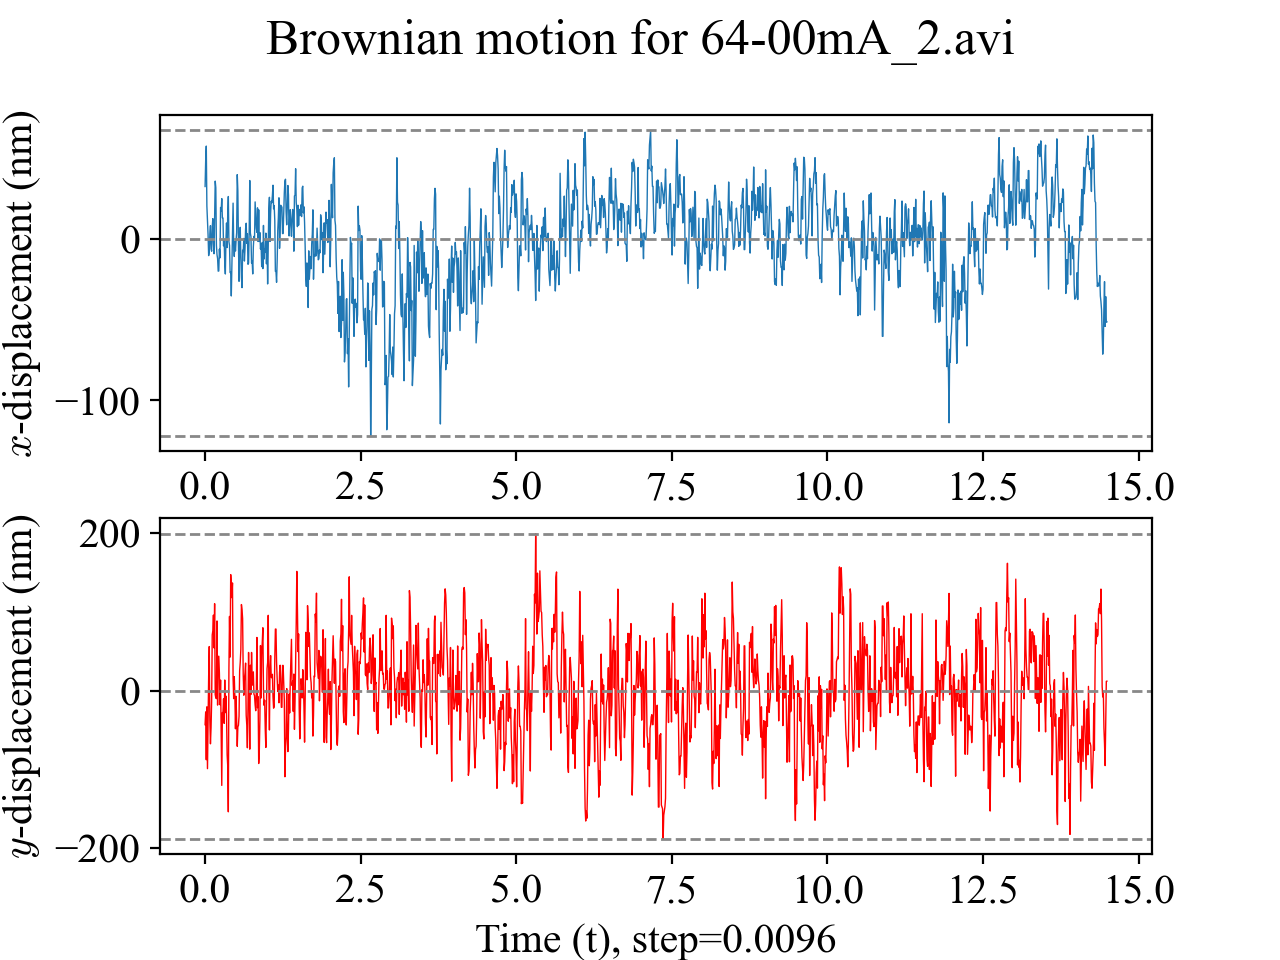 Brownian motion for 64-00mA_2.avi
x-displacement (nm)
0
−100
0.0 2.5 5.0 7.5 10.0 12.5 15.0
y-displacement (nm)
200
0
−200
0.0 2.5 5.0 7.5 10.0 12.5 15.0
Time (t), step=0.0096